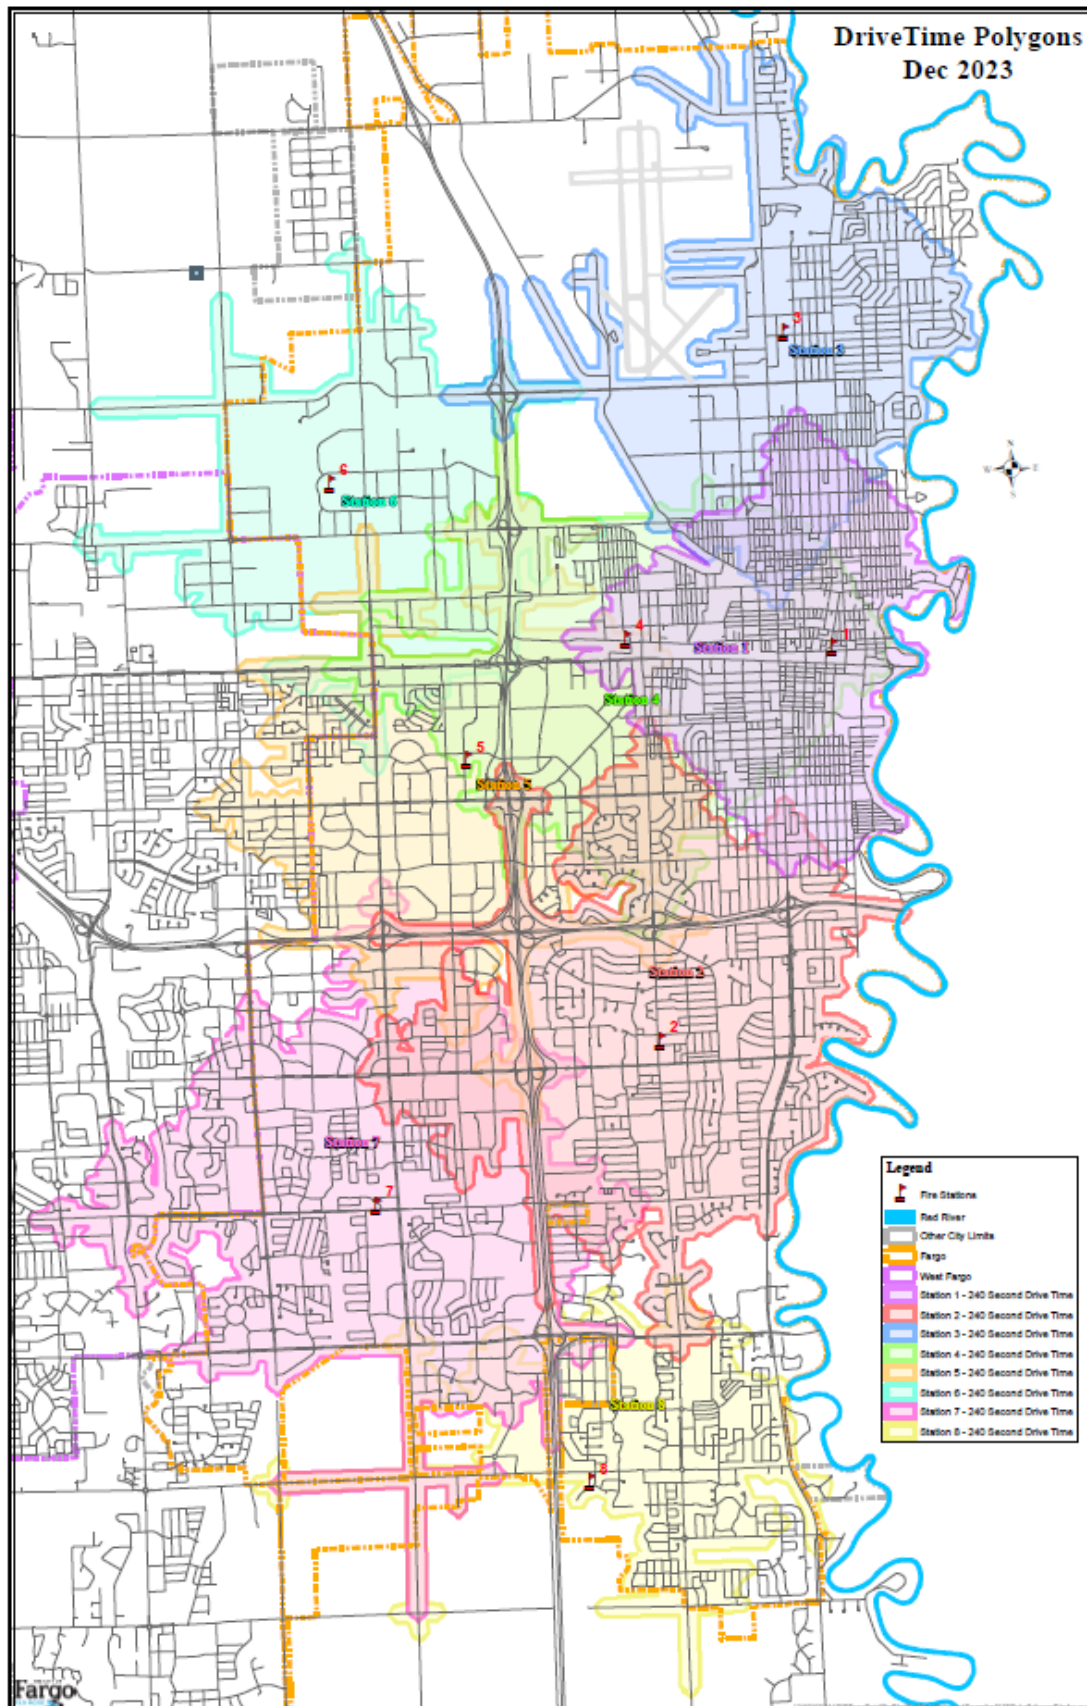 DriveTime Polygons
Dec 2023
3
Station 3
N
W
E
S
6
Station 6
4
1
Station 1
Station 4
5
Station 5
Station 2
2
Station 7
7
Station 8
8
Legend
Fire Stations
Red River
Other City Limits
Fargo
West Fargo
Station 1 - 240 Second Drive Time
Station 2 - 240 Second Drive Time
Station 3 - 240 Second Drive Time
Station 4 - 240 Second Drive Time
Station 5 - 240 Second Drive Time
Station 6 - 240 Second Drive Time
Station 7 - 240 Second Drive Time
Station 8 - 240 Second Drive Time
Fargo